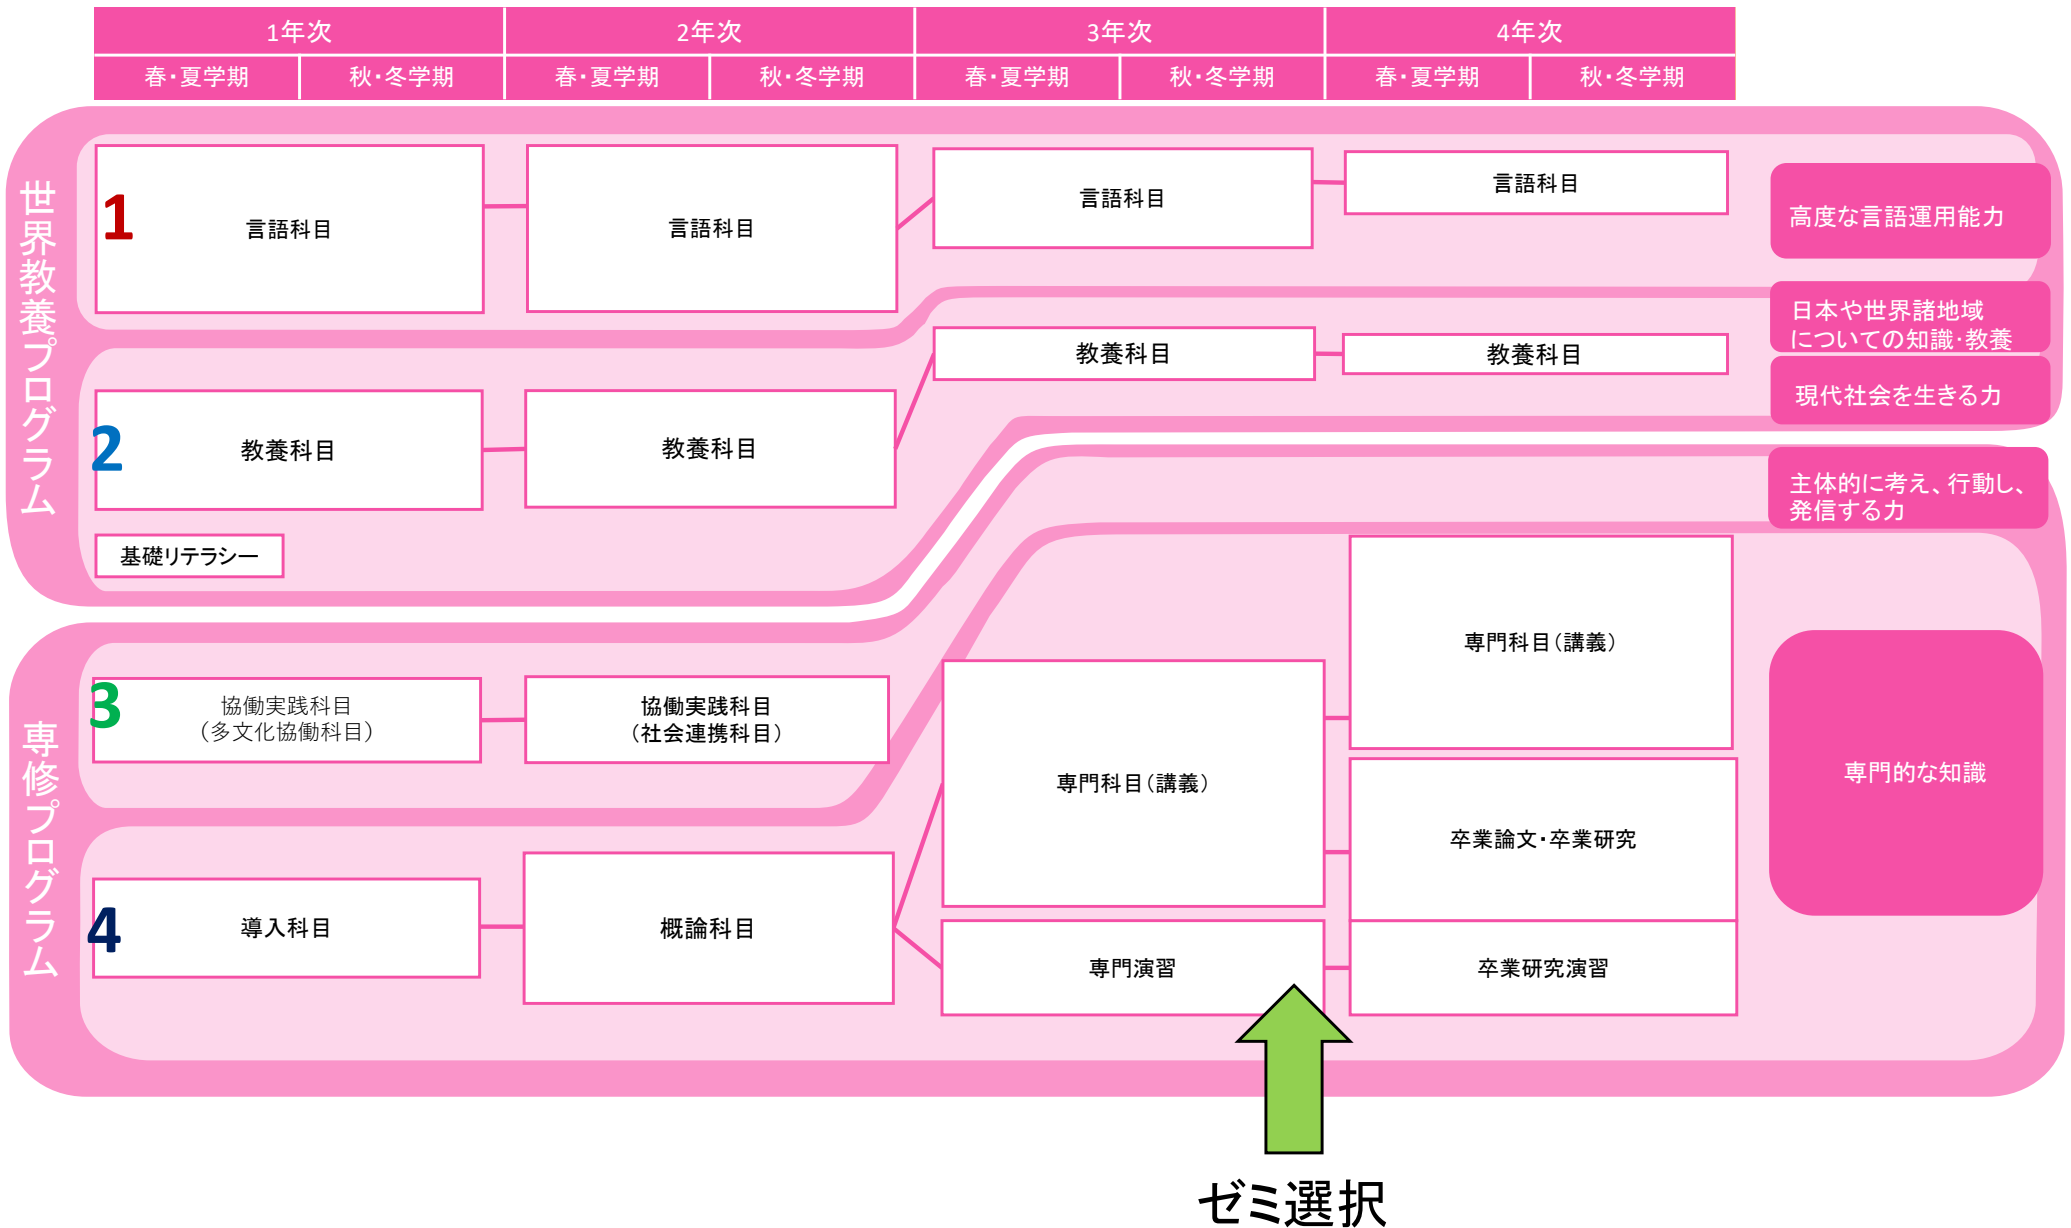 1年次
2年次
3年次
4年次
春・夏学期
秋・冬学期
春・夏学期
秋・冬学期
春・夏学期
秋・冬学期
春・夏学期
秋・冬学期
世界教養プログラム
1
言語科目
言語科目
言語科目
言語科目
高度な言語運用能力
2
教養科目
教養科目
教養科目
教養科目
日本や世界諸地域
についての知識・教養
現代社会を生きる力
基礎リテラシー
専修プログラム
3
協働実践科目
（多文化協働科目）
協働実践科目
（社会連携科目）
主体的に考え、行動し、
発信する力
4
導入科目
概論科目
専門科目（講義）
専門科目（講義）
卒業論文・卒業研究
専門演習
卒業研究演習
専門的な知識
ゼミ選択